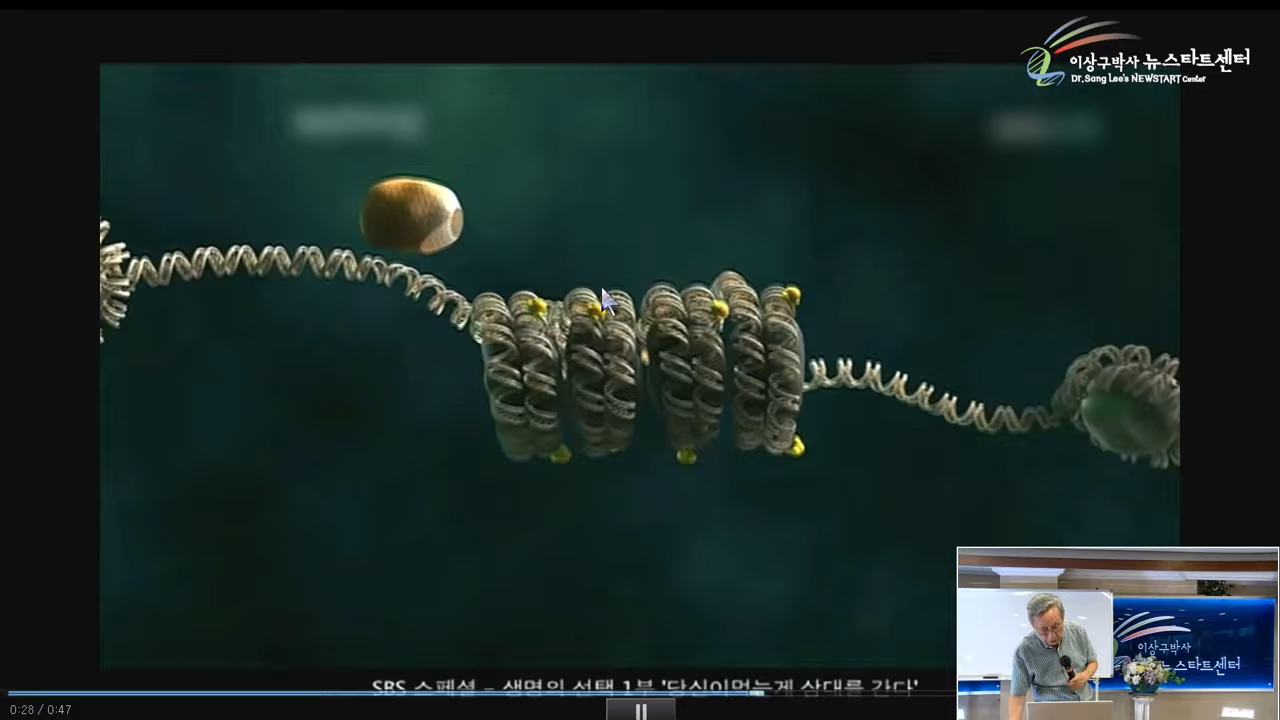 이상구박사 뉴스타트센터
Dr. Sang Lee's NEWSTART Center
SBS 스페셜 - 생명의 선택 1부 '당신이먹는게 삼대를 간다'
이상구박사
뉴스타트센터
0:28 / 0:47